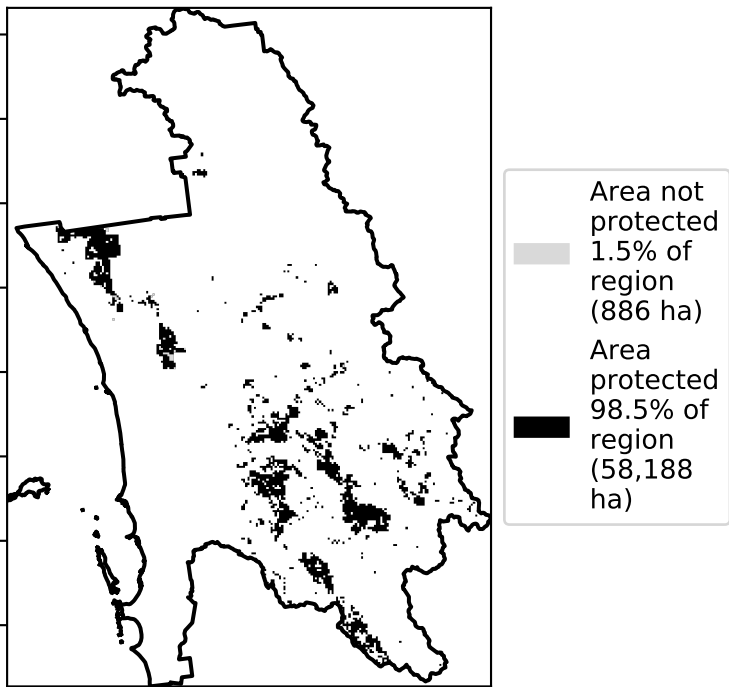 Area not
protected
1.5% of
region
(886 ha)
Area
protected
98.5% of
region
(58,188
ha)